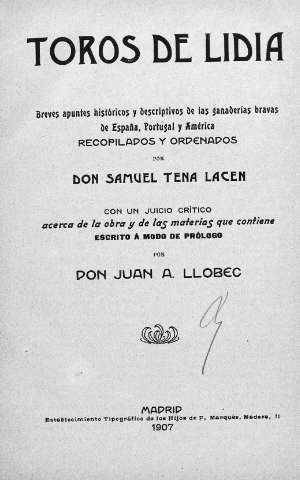 TOROS DE LIDIA
Breves apuntes históricos y descriptivos de las ganaderías bravas
de España, Portugal y América
RECOPILADOS Y ORDENADOS
POR
DON SAMUEL TENA LACEN
CON UN JUICIO CRÍTICO
acerca de la obra y de las materias que contiene
ESCRITO Á MODO DE PRÓLOGO
POR
DON JUAN A. LLOBEC
MADRID
Establecimiento Tipográfico de los Hijos de P. Marqués, Madera, 11
1907